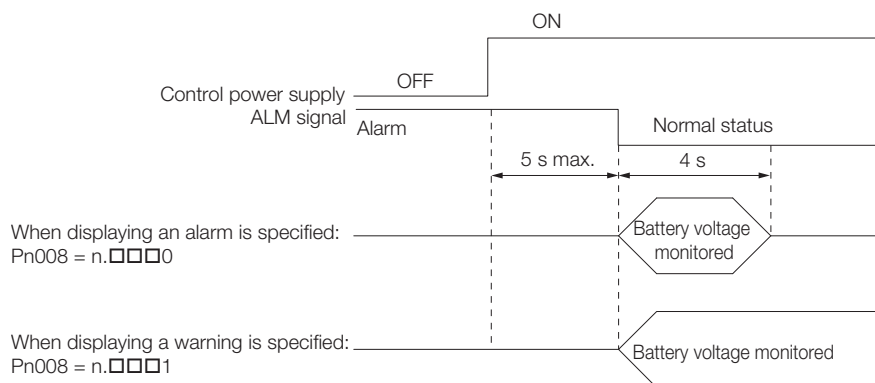 ON
OFF
Control power supply
ALM signal
Alarm
Normal status
5 s max.
4 s
When displaying an alarm is specified:
Pn008 = n.□□□0
Battery voltage
monitored
When displaying a warning is specified:
Pn008 = n.□□□1
Battery voltage monitored